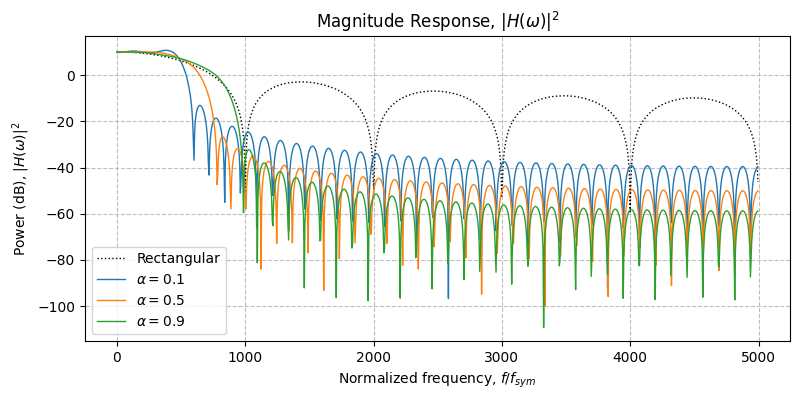 Magnitude Response, |H(ω)|²
Power (dB), |H(ω)|²
0
−20
−40
−60
−80
−100
Rectangular
α = 0.1
α = 0.5
α = 0.9
0 1000 2000 3000 4000 5000
Normalized frequency, f/f_sym